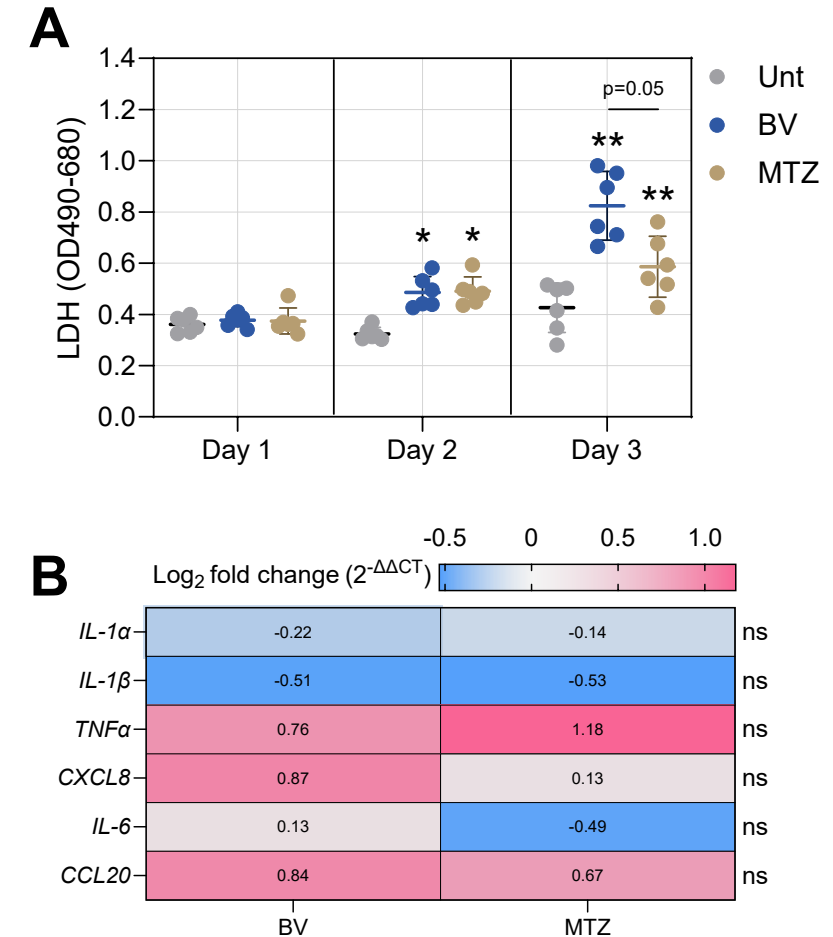 A
LDH (OD490-680)
1.4
1.2
1.0
0.8
0.6
0.4
0.2
0.0
p=0.05
**
**
*
*
Day 1
Day 2
Day 3
Unt
BV
MTZ
B
Log2 fold change (2-ΔΔCT)
-0.5 0 0.5 1.0
IL-1α -0.22 -0.14 ns
IL-1β -0.51 -0.53 ns
TNFα 0.76 1.18 ns
CXCL8 0.87 0.13 ns
IL-6 0.13 -0.49 ns
CCL20 0.84 0.67 ns
BV MTZ